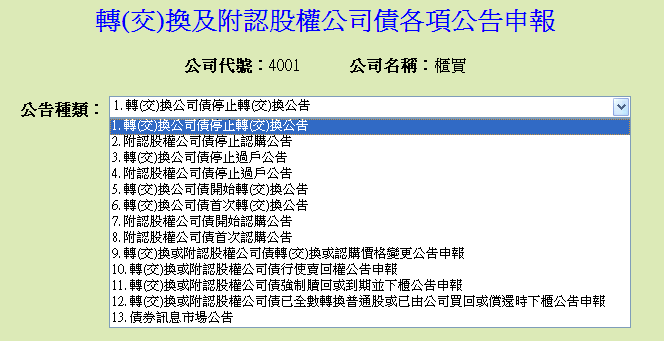 轉(交)換及附認股權公司債各項公告申報
公司代號：4001 公司名稱：櫃買
公告種類： 1. 轉(交)換公司債停止轉(交)換公告
1. 轉(交)換公司債停止轉(交)換公告
2. 附認股權公司債停止認購公告
3. 轉(交)換公司債停止過戶公告
4. 附認股權公司債停止過戶公告
5. 轉(交)換公司債開始轉(交)換公告
6. 轉(交)換公司債首次轉(交)換公告
7. 附認股權公司債開始認購公告
8. 附認股權公司債首次認購公告
9. 轉(交)換或附認股權公司債轉(交)換或認購價格變更公告申報
10. 轉(交)換或附認股權公司債行使賣回權公告申報
11. 轉(交)換或附認股權公司債強制贖回或到期並下櫃公告申報
12. 轉(交)換或附認股權公司債已全數轉換普通股或已由公司買回或償還時下櫃公告申報
13. 債券訊息市場公告